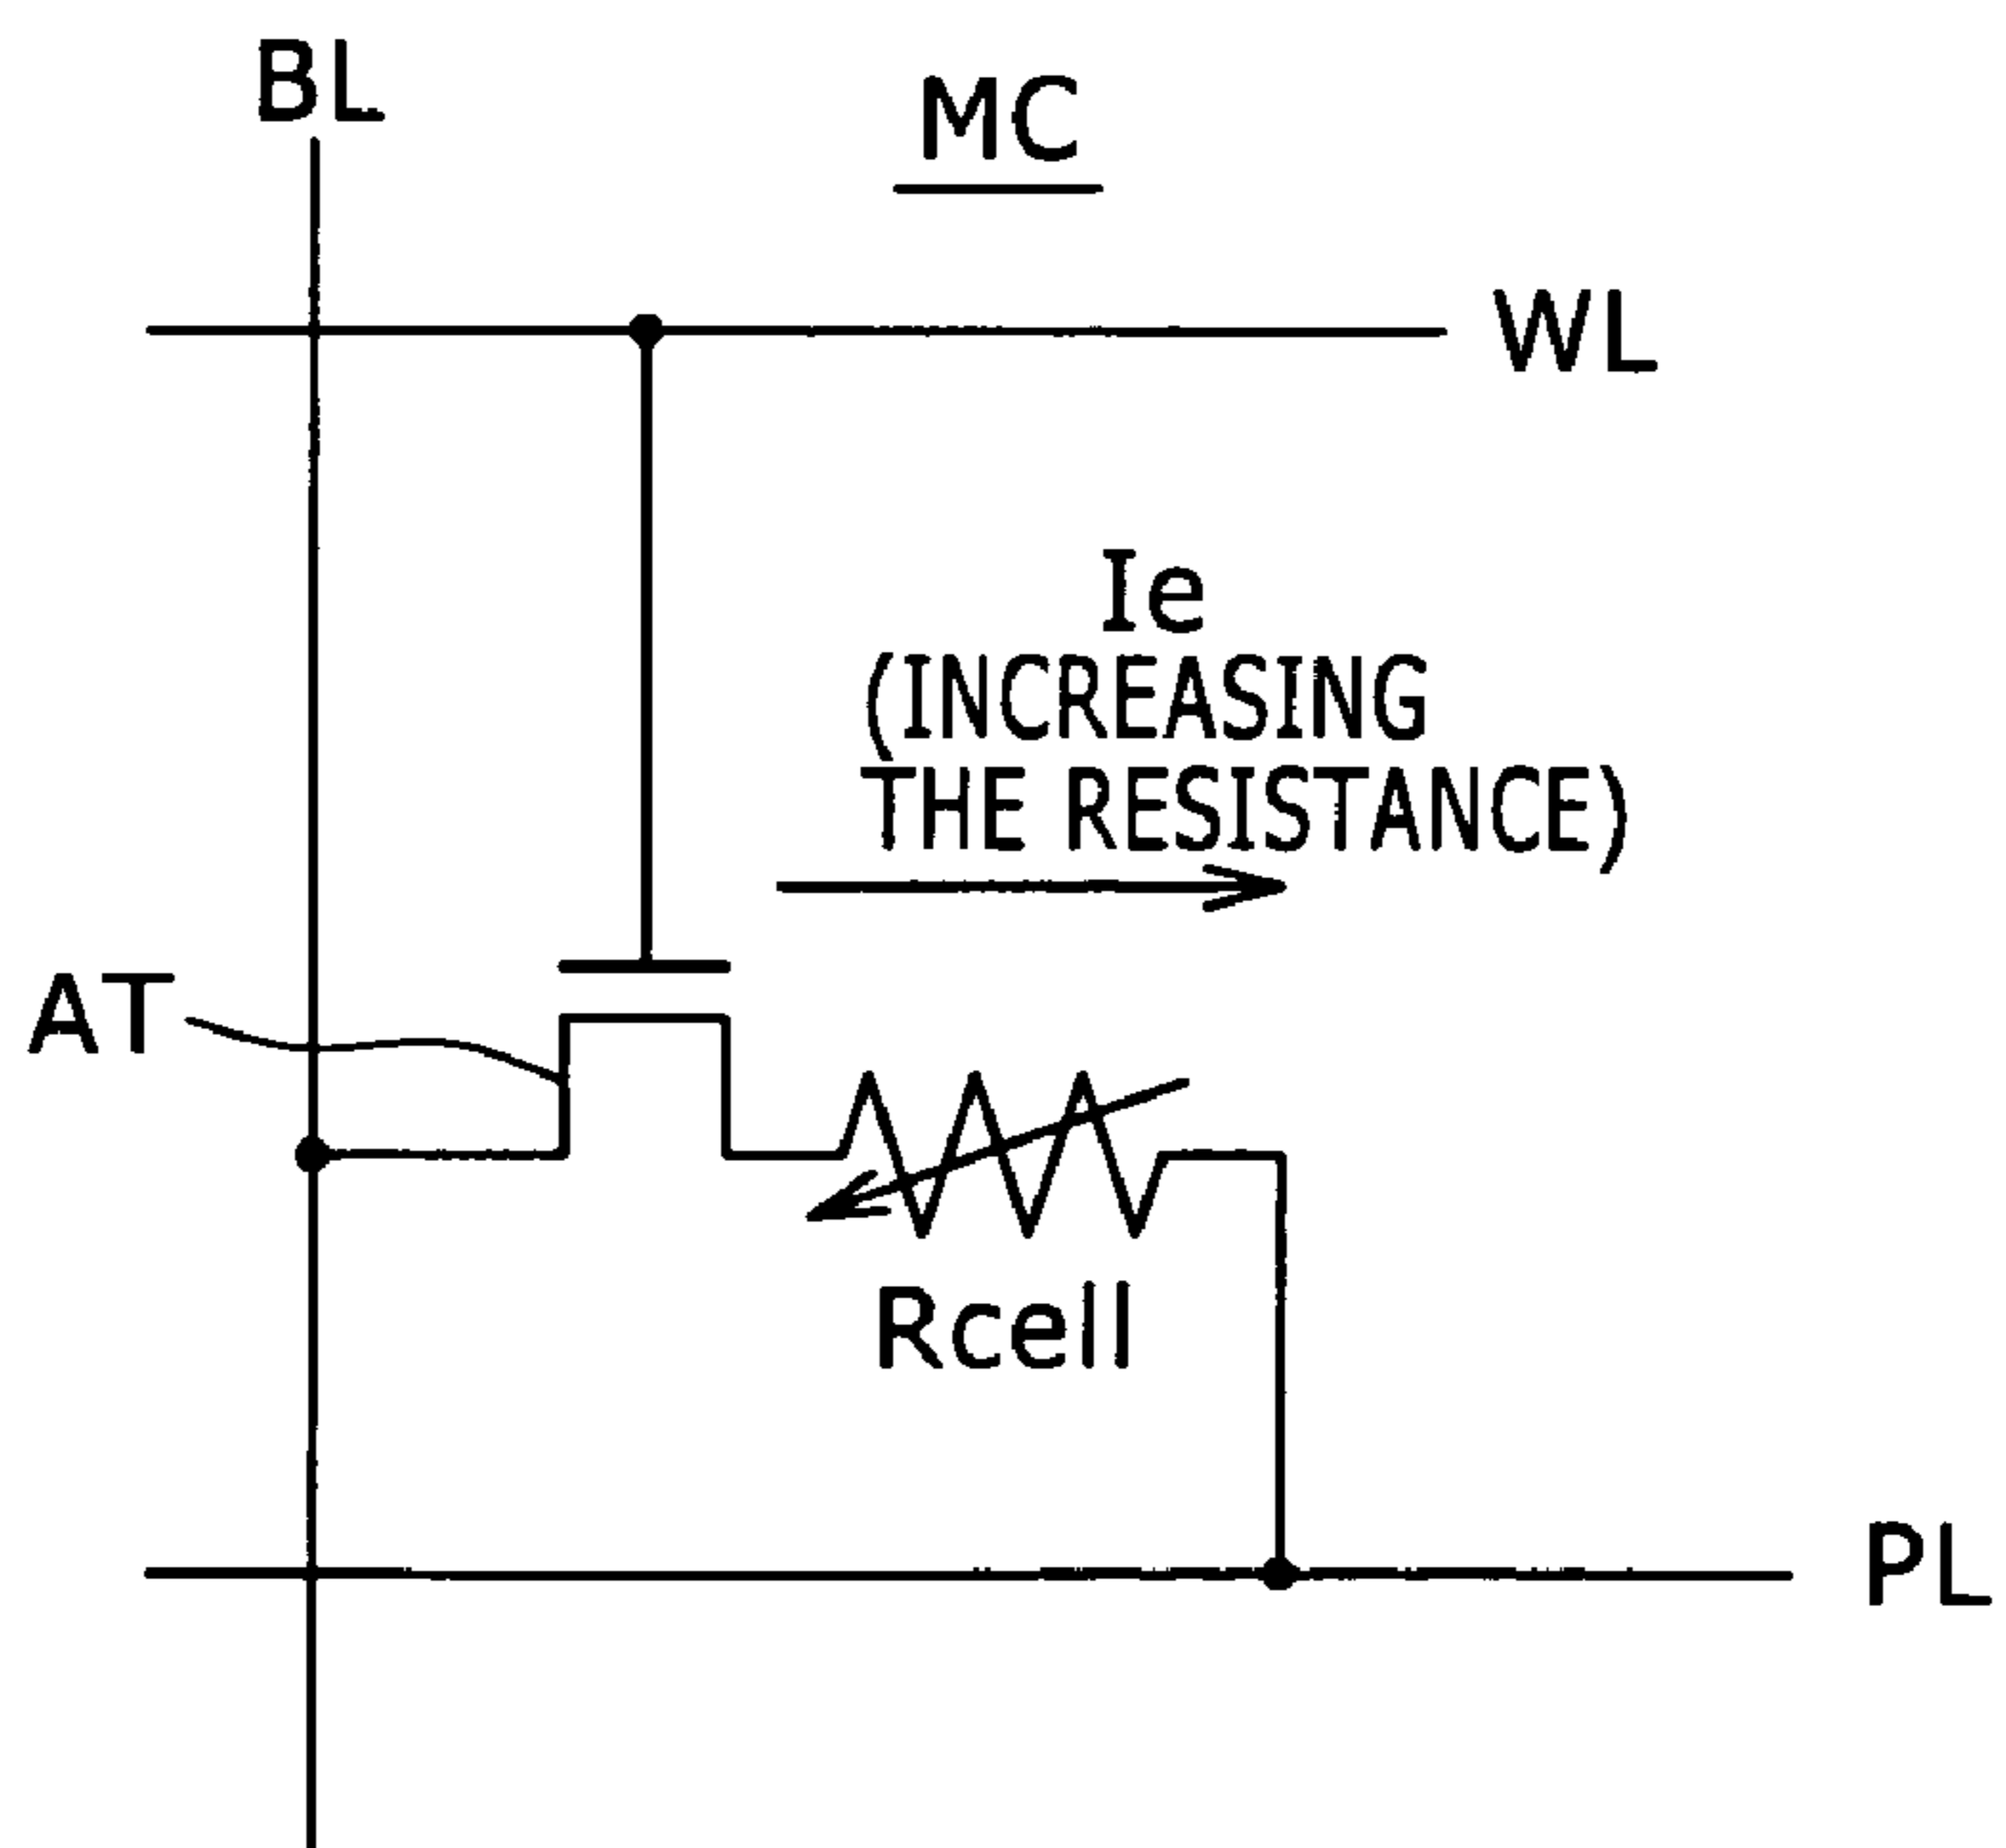 BL
MC
WL
Ie
(INCREASING
THE RESISTANCE)
AT
Rcell
PL